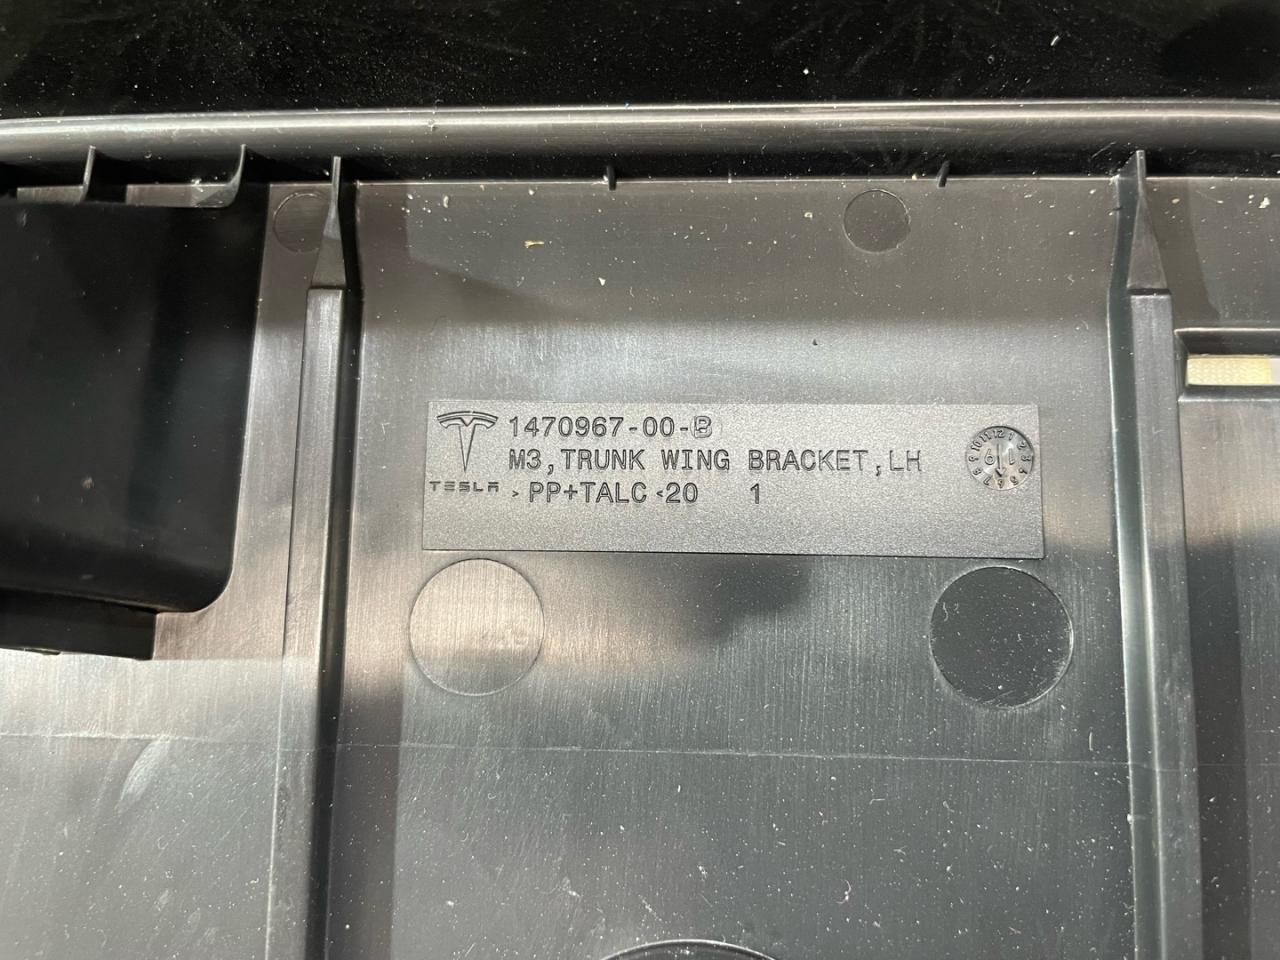 1470967-00-B
M3,TRUNK WING BRACKET,LH
TESLA >PP+TALC<20 1